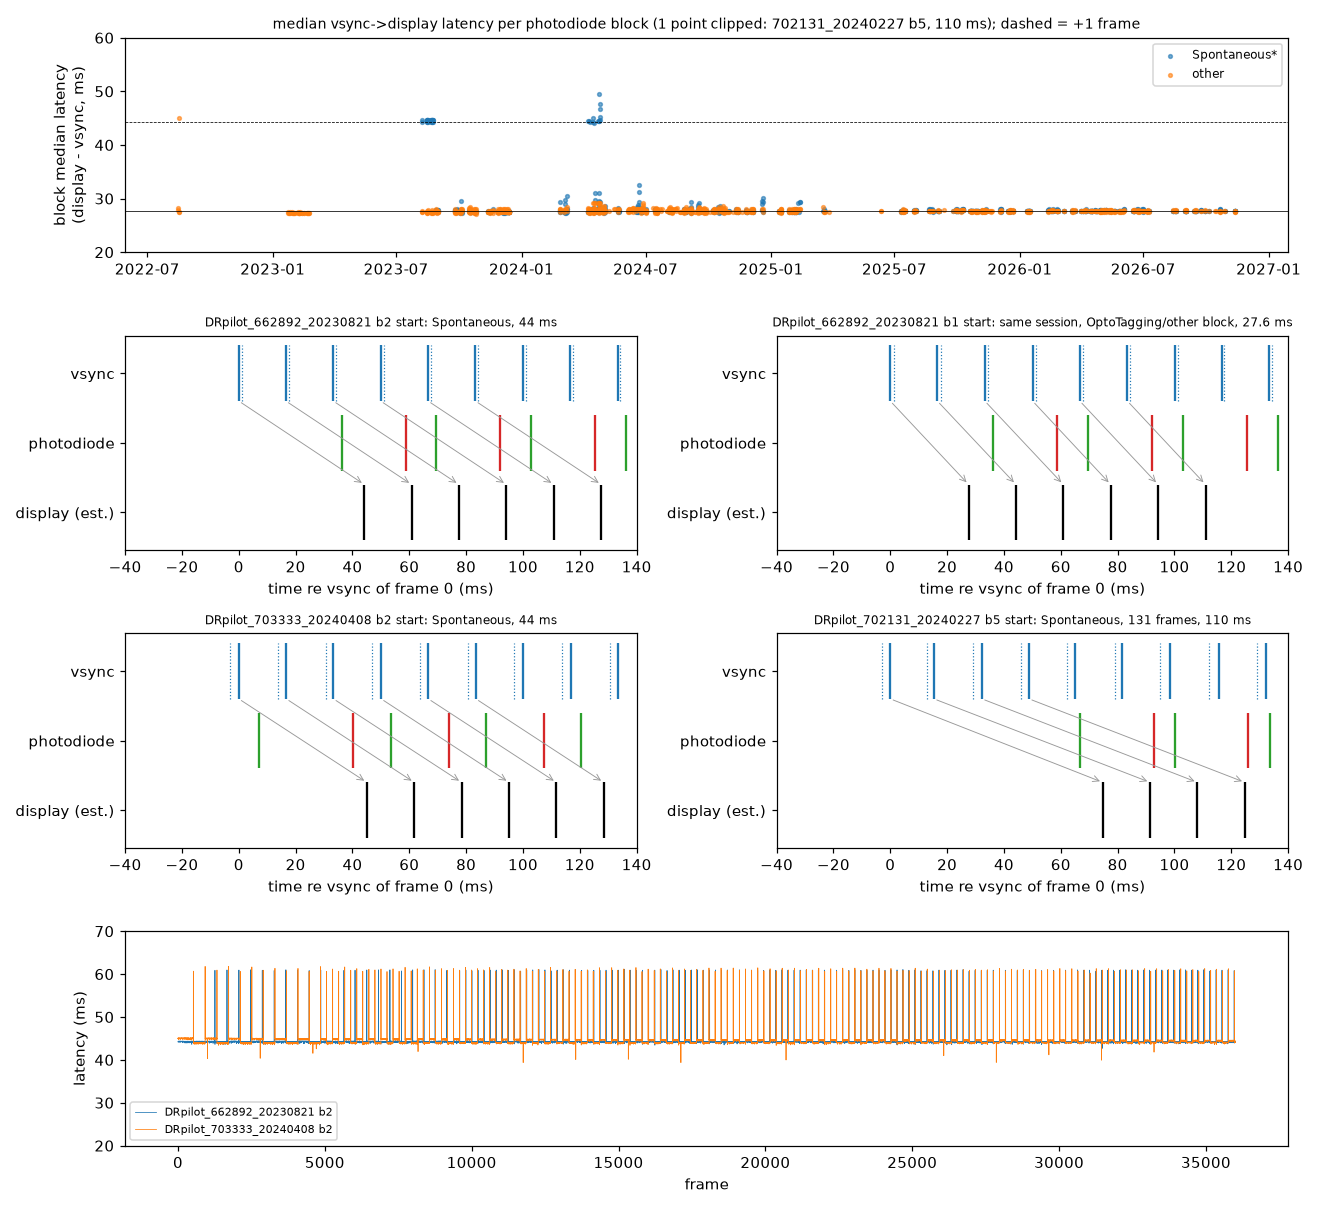 median vsync->display latency per photodiode block (1 point clipped: 702131_20240227 b5, 110 ms); dashed = +1 frame
block median latency
(display - vsync, ms)
60
50
40
30
20
Spontaneous*
other
2022-07 2023-01 2023-07 2024-01 2024-07 2025-01 2025-07 2026-01 2026-07 2027-01
DRpilot_662892_20230821 b2 start: Spontaneous, 44 ms
vsync
photodiode
display (est.)
−40 −20 0 20 40 60 80 100 120 140
time re vsync of frame 0 (ms)
DRpilot_662892_20230821 b1 start: same session, OptoTagging/other block, 27.6 ms
vsync
photodiode
display (est.)
−40 −20 0 20 40 60 80 100 120 140
time re vsync of frame 0 (ms)
DRpilot_703333_20240408 b2 start: Spontaneous, 44 ms
vsync
photodiode
display (est.)
−40 −20 0 20 40 60 80 100 120 140
time re vsync of frame 0 (ms)
DRpilot_702131_20240227 b5 start: Spontaneous, 131 frames, 110 ms
vsync
photodiode
display (est.)
−40 −20 0 20 40 60 80 100 120 140
time re vsync of frame 0 (ms)
latency (ms)
70
60
50
40
30
20
DRpilot_662892_20230821 b2
DRpilot_703333_20240408 b2
0 5000 10000 15000 20000 25000 30000 35000
frame